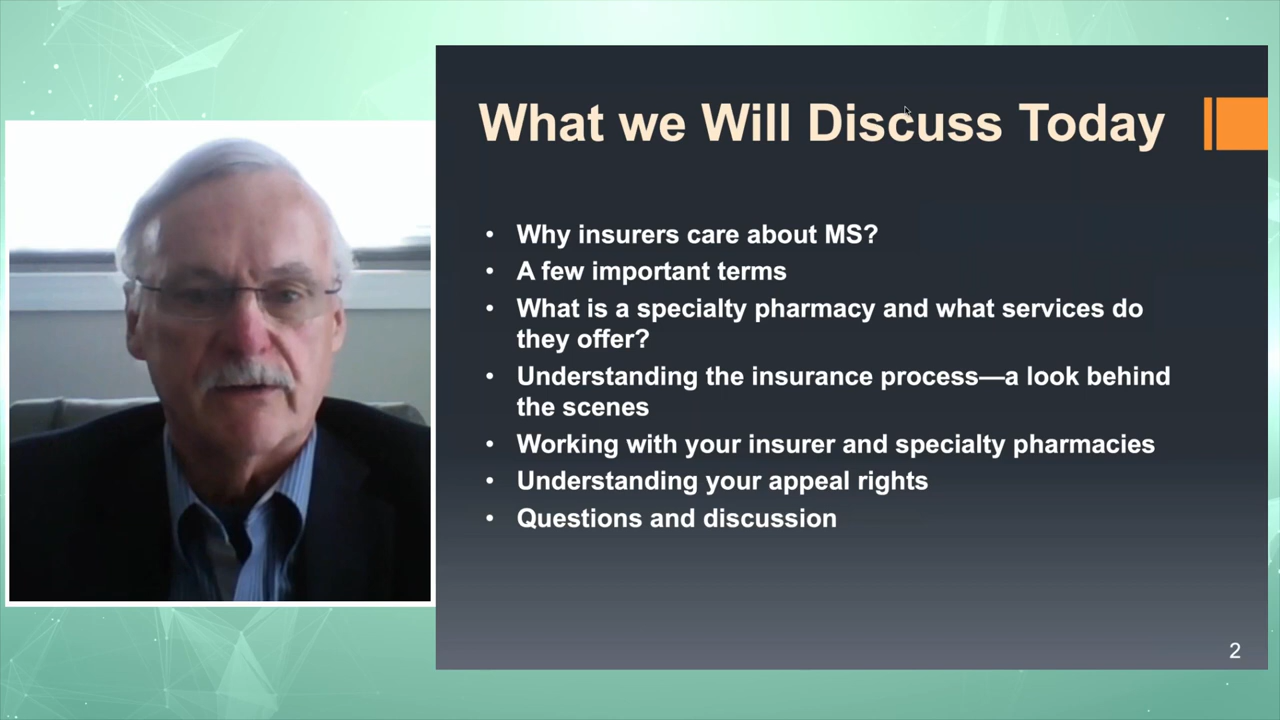 What we Will Discuss Today
• Why insurers care about MS?
• A few important terms
• What is a specialty pharmacy and what services do
they offer?
• Understanding the insurance process—a look behind
the scenes
• Working with your insurer and specialty pharmacies
• Understanding your appeal rights
• Questions and discussion
2